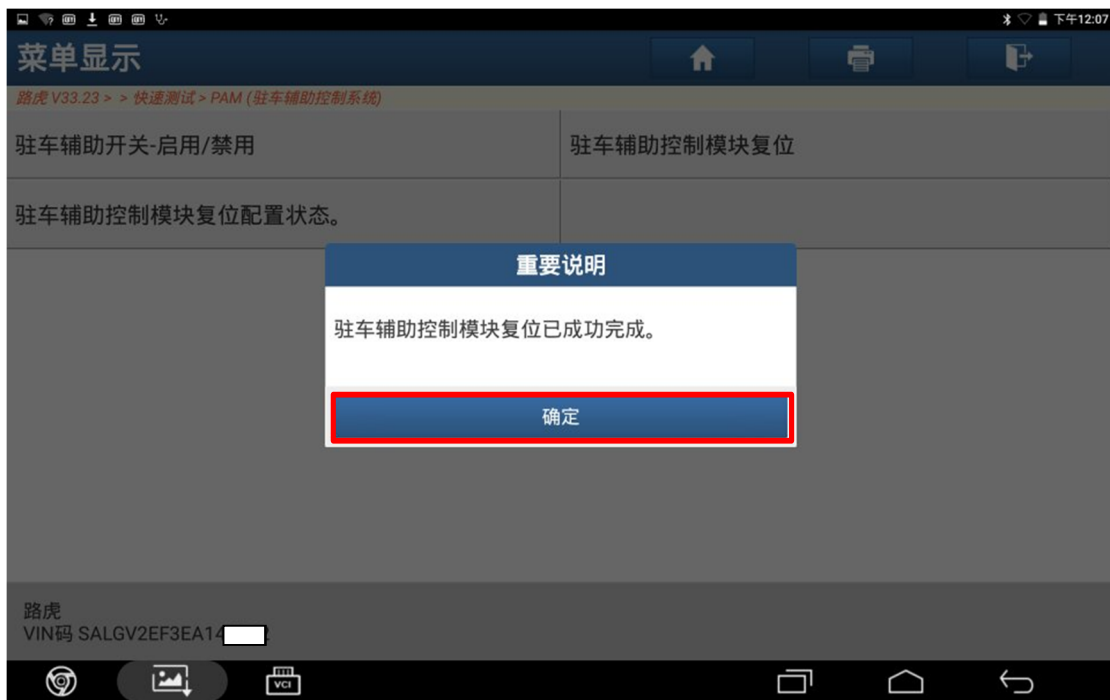 下午12:07
菜单显示
路虎 V33.23 > > 快速测试 > PAM (驻车辅助控制系统)
驻车辅助开关-启用/禁用
驻车辅助控制模块复位
驻车辅助控制模块复位配置状态。
重要说明
驻车辅助控制模块复位已成功完成。
确定
路虎
VIN码 SALGV2EF3EA14
VCI